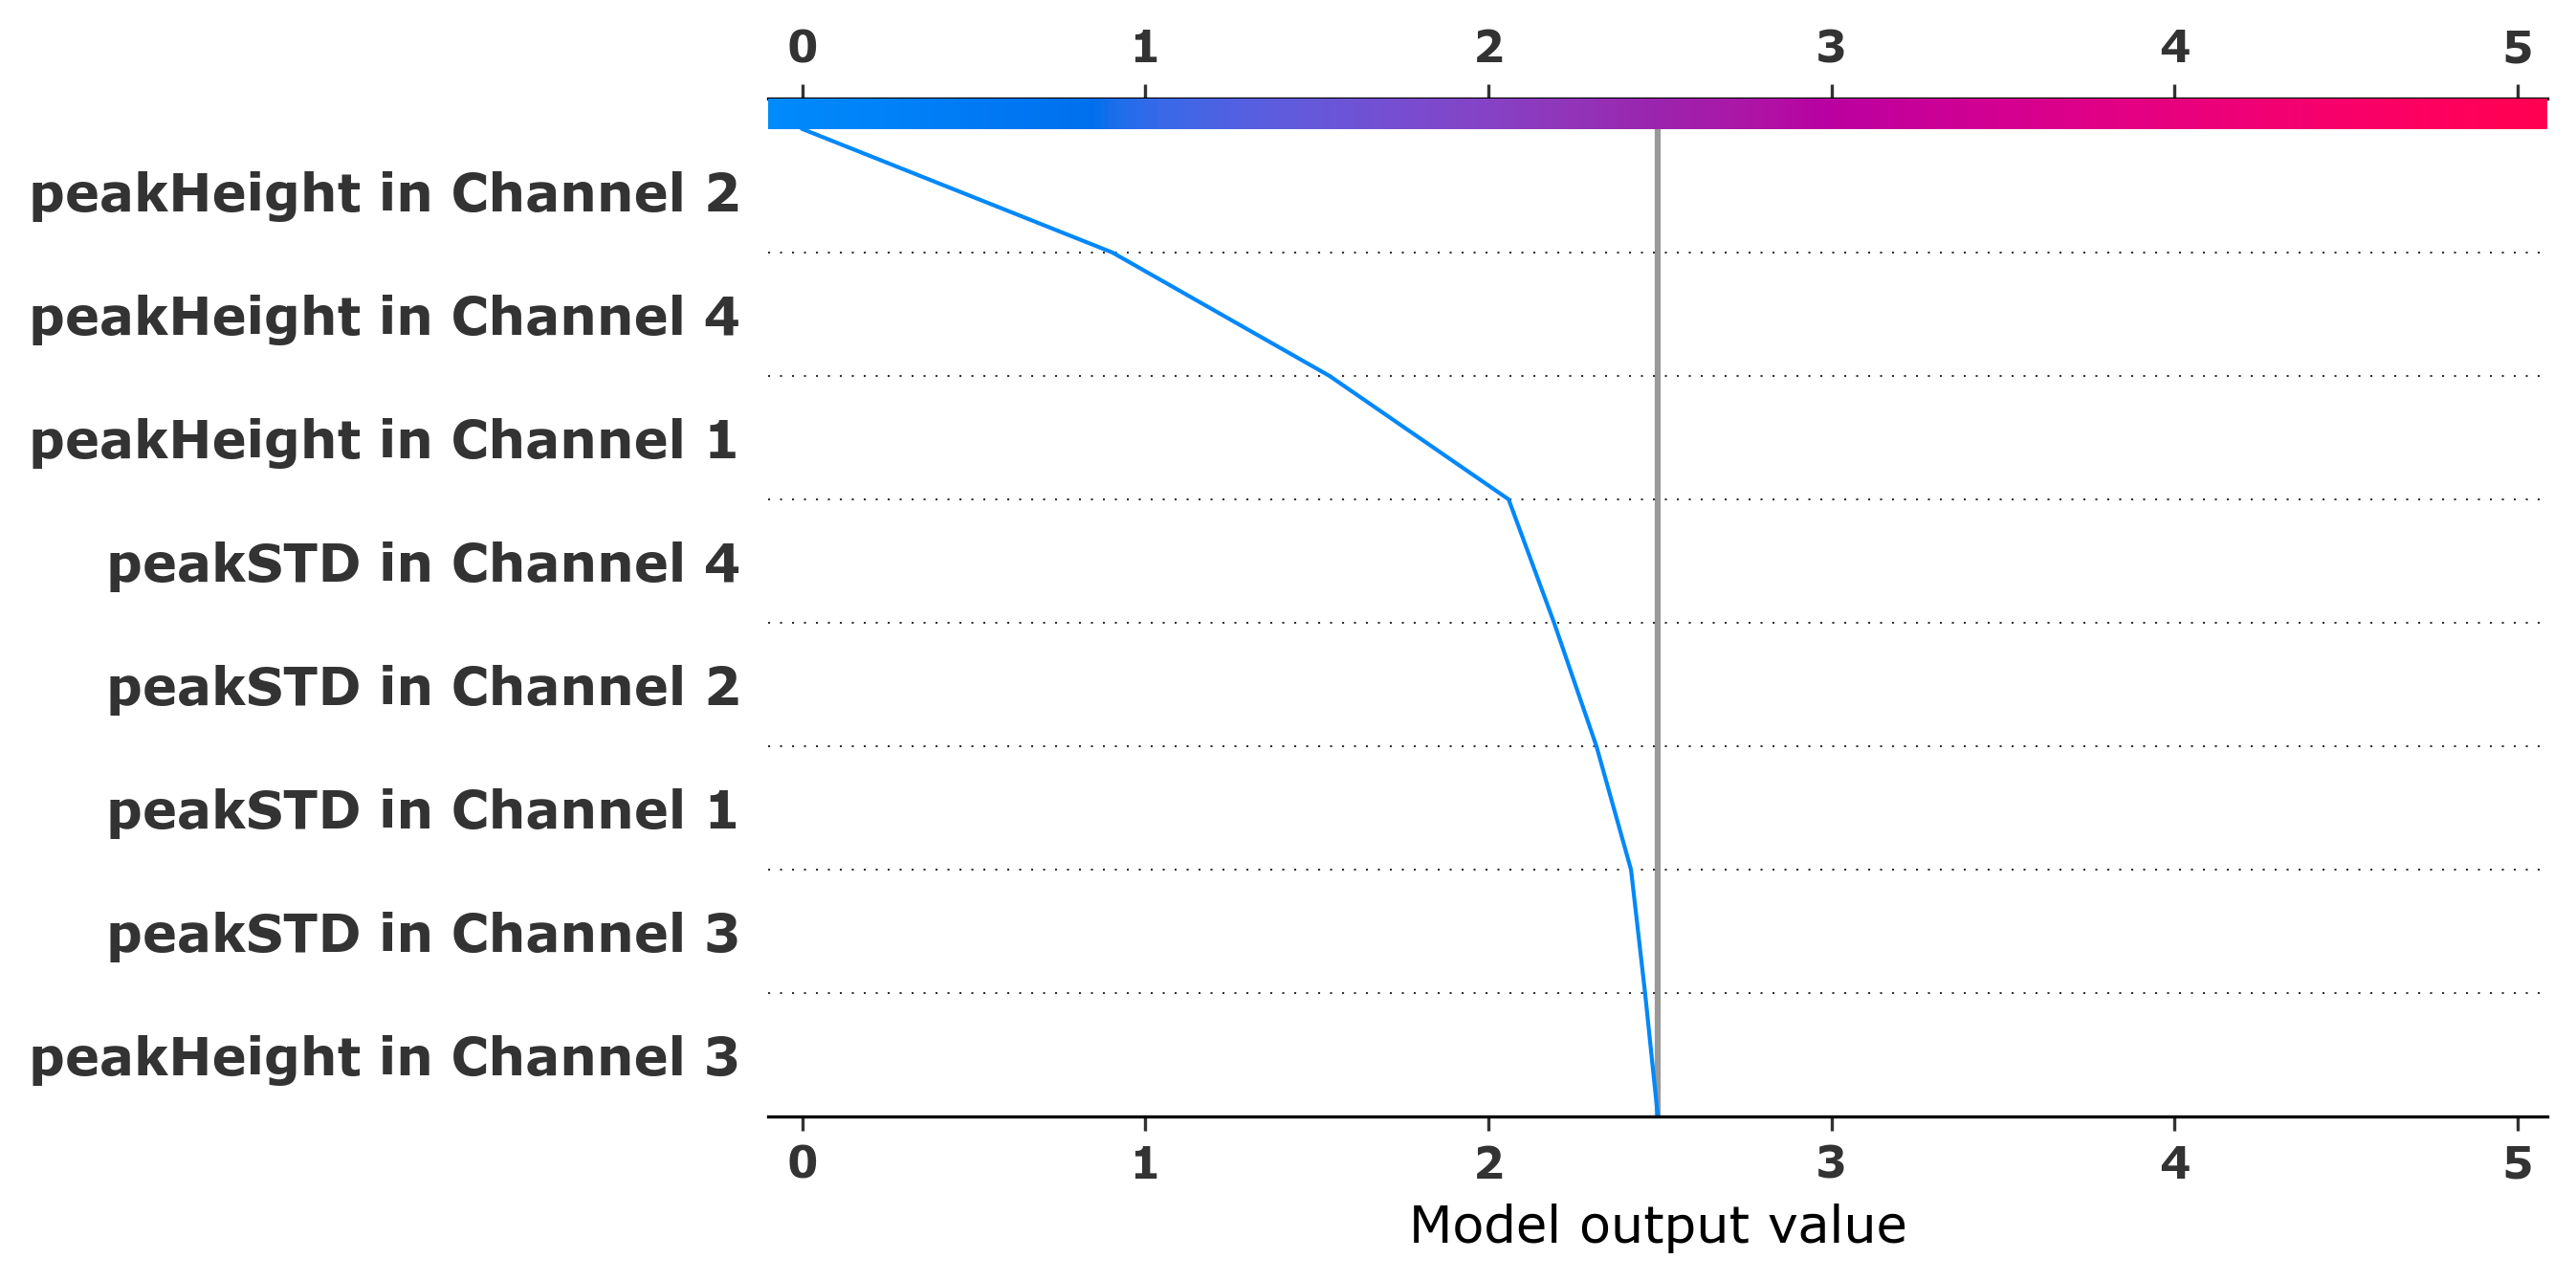 0 1 2 3 4 5
peakHeight in Channel 2
peakHeight in Channel 4
peakHeight in Channel 1
peakSTD in Channel 4
peakSTD in Channel 2
peakSTD in Channel 1
peakSTD in Channel 3
peakHeight in Channel 3
0 1 2 3 4 5
Model output value